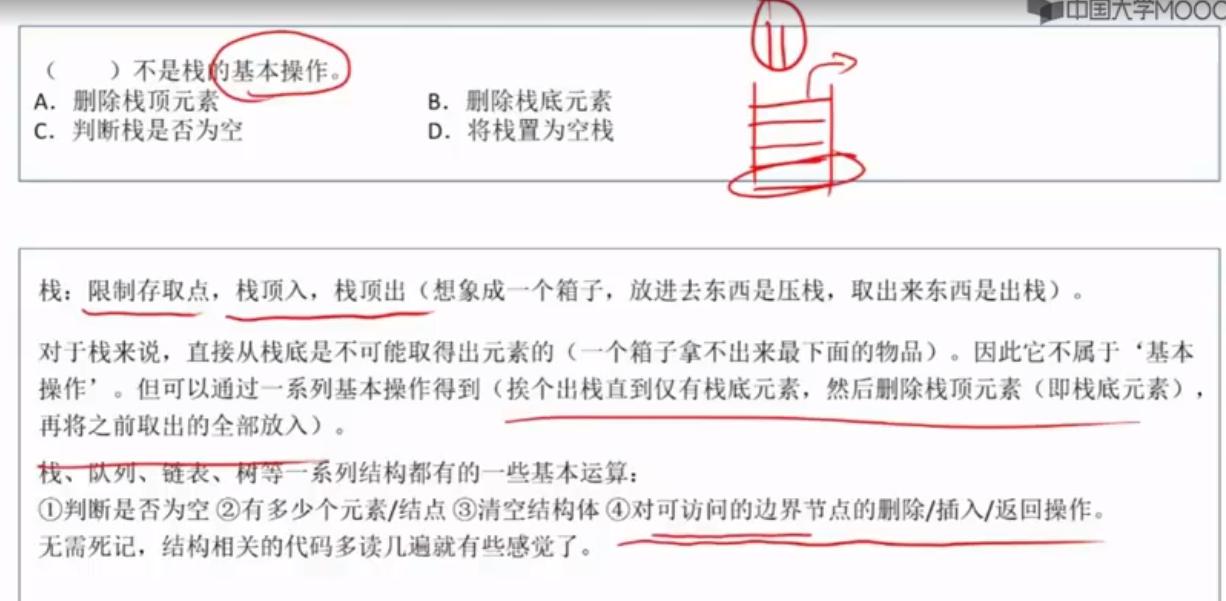 中国大学MOOC
（　　）不是栈的基本操作。
A．删除栈顶元素　B．删除栈底元素
C．判断栈是否为空　D．将栈置为空栈
栈：限制存取点，栈顶入，栈顶出（想象成一个箱子，放进去东西是压栈，取出来东西是出栈）。
对于栈来说，直接从栈底是不可能取得出元素的（一个箱子拿不出来最下面的物品）。因此它不属于‘基本
操作’。但可以通过一系列基本操作得到（挨个出栈直到仅有栈底元素，然后删除栈顶元素（即栈底元素），
再将之前取出的全部放入）。
栈、队列、链表、树等一系列结构都有的一些基本运算：
①判断是否为空 ②有多少个元素/结点 ③清空结构体 ④对可访问的边界节点的删除/插入/返回操作。
无需死记，结构相关的代码多读几遍就有些感觉了。